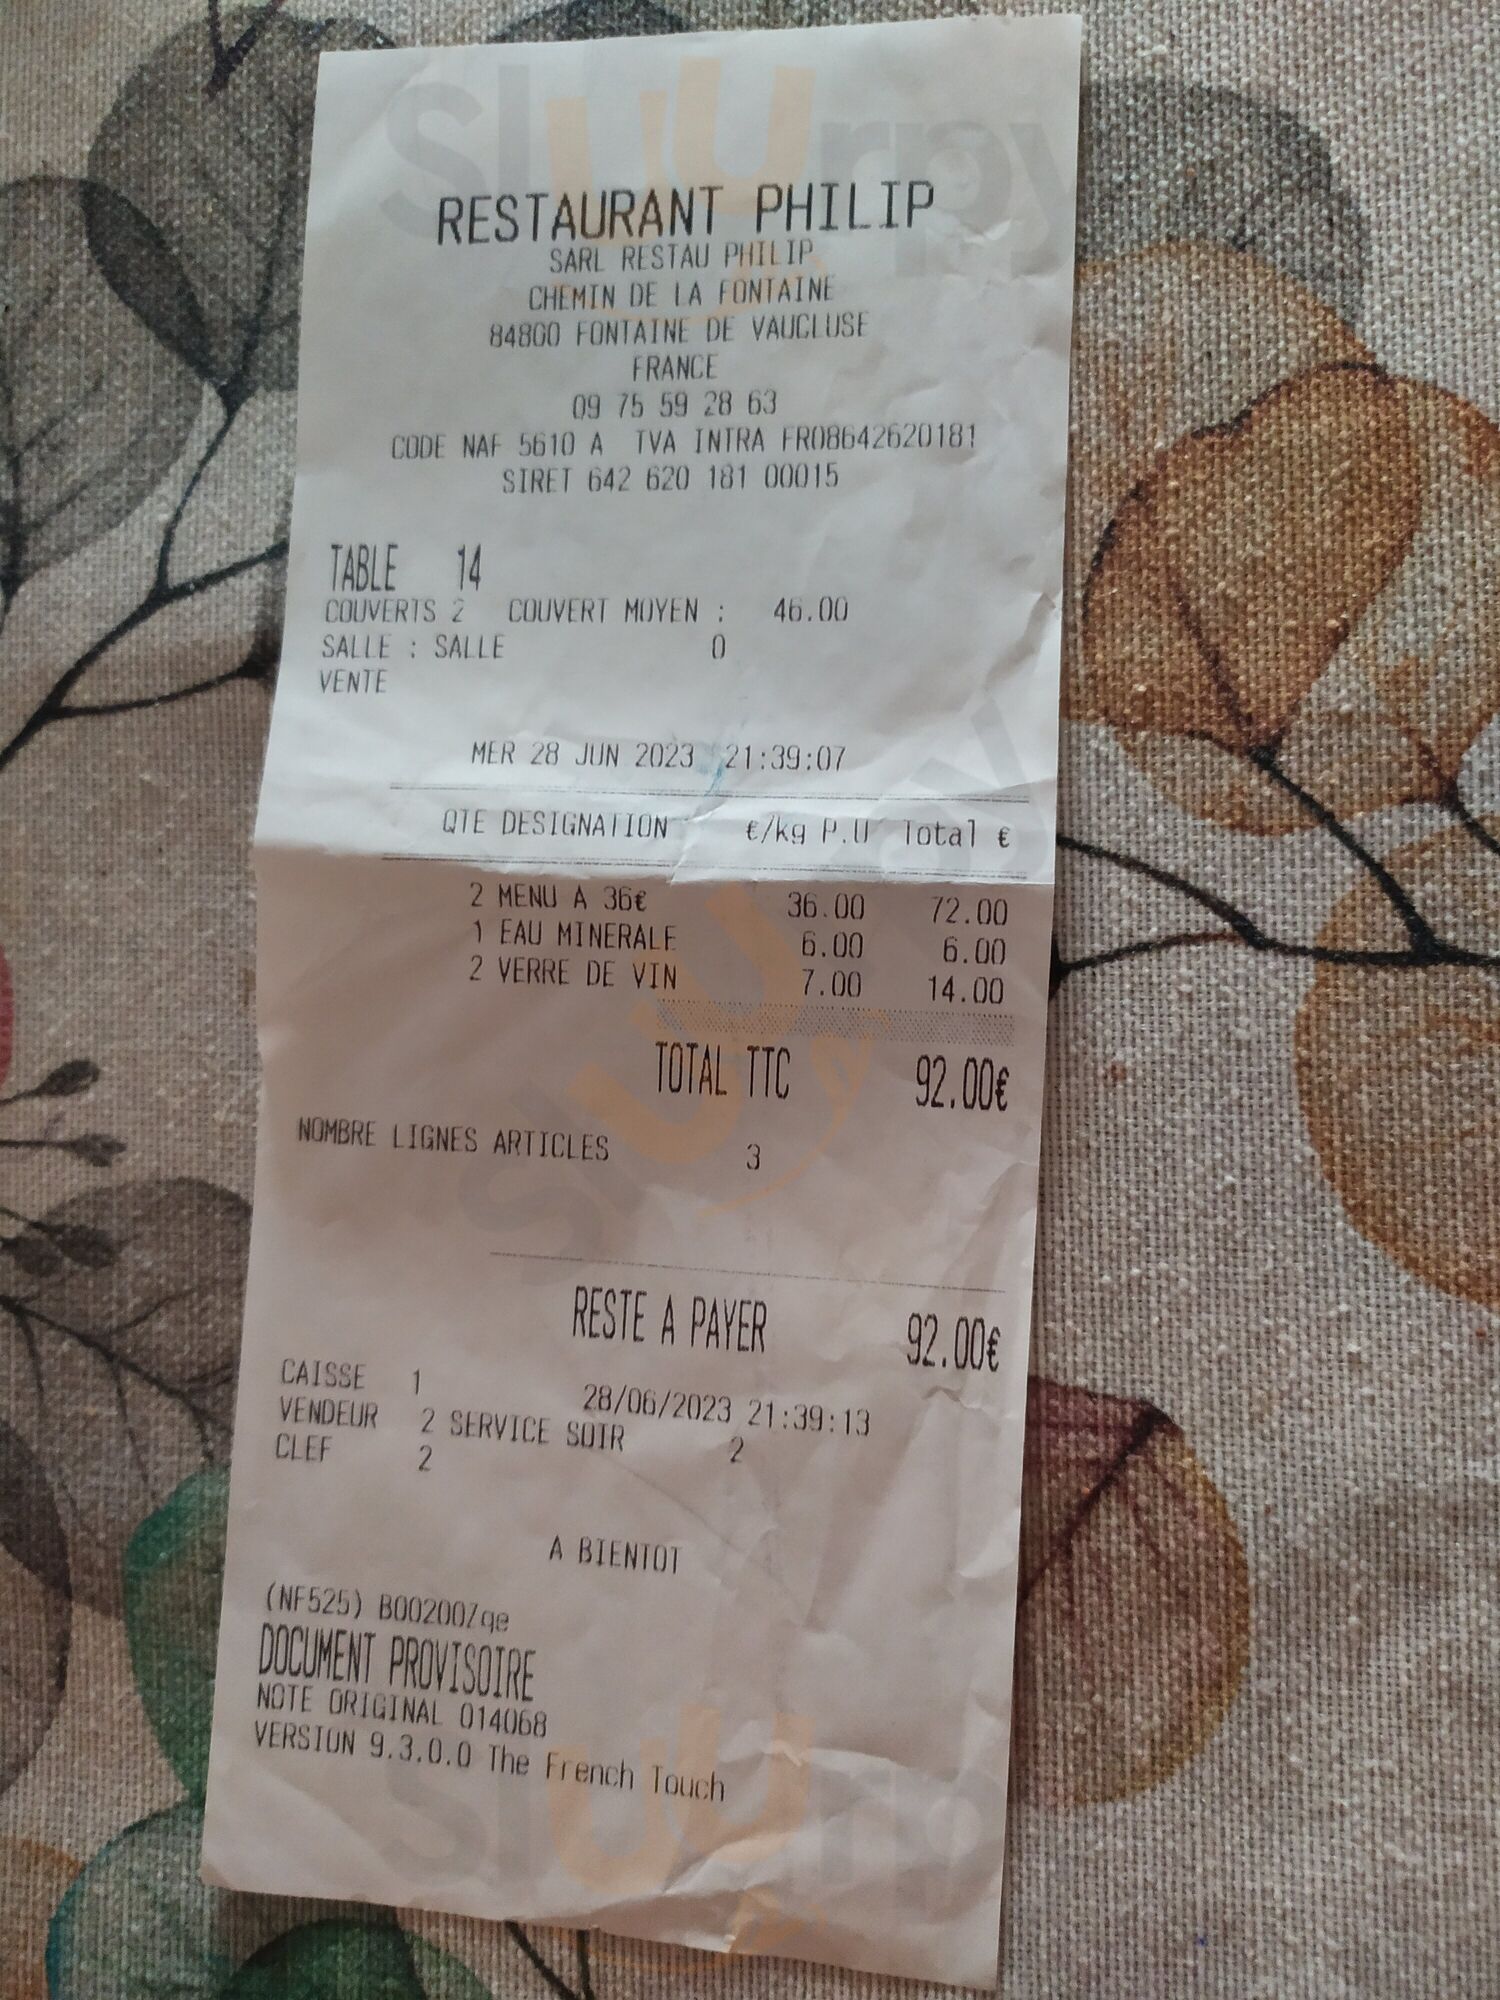 RESTAURANT PHILIP
SARL RESTAU PHILIP
CHEMIN DE LA FONTAINE
84800 FONTAINE DE VAUCLUSE
FRANCE
09 75 59 28 63
CODE NAF 5610 A TVA INTRA FR08642620181
SIRET 642 620 181 00015
TABLE 14
COUVERTS 2 COUVERT MOYEN : 46.00
SALLE : SALLE 0
VENTE
MER 28 JUN 2023 21:39:07
QTE DESIGNATION €/kg P.U Total €
2 MENU A 36€ 36.00 72.00
1 EAU MINERALE 6.00 6.00
2 VERRE DE VIN 7.00 14.00
TOTAL TTC 92.00€
NOMBRE LIGNES ARTICLES 3
RESTE A PAYER 92.00€
CAISSE 1 28/06/2023 21:39:13
VENDEUR 2 SERVICE SOIR 2
CLEF 2
A BIENTOT
(NF525) B00200Zqe
DOCUMENT PROVISOIRE
NOTE ORIGINAL 014068
VERSION 9.3.0.0 The French Touch
Sluurpy
Sluurpy
Sluurpy